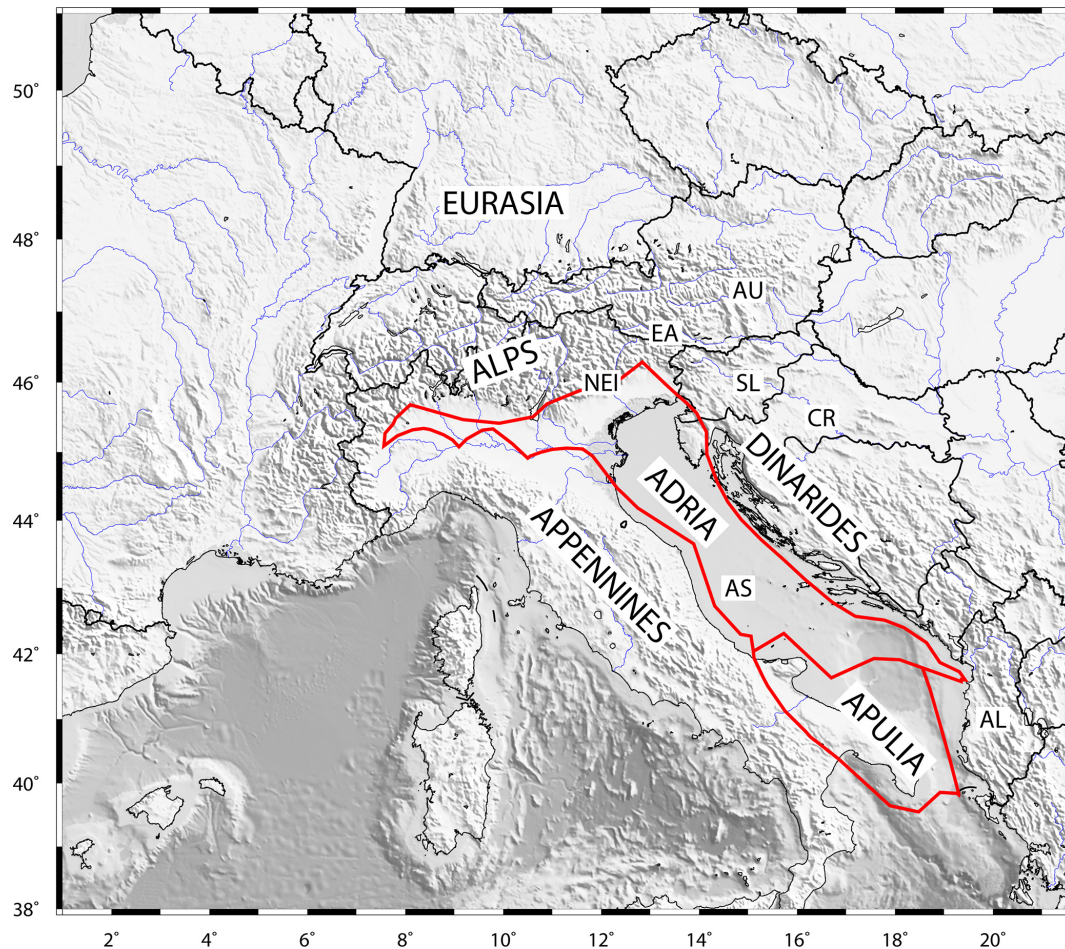 50°
EURASIA
48°
AU
EA
ALPS
46°
NEI
SL
CR
DINARIDES
ADRIA
44°
APPENNINES
AS
42°
APULIA
AL
40°
38°
2°
4°
6°
8°
10°
12°
14°
16°
18°
20°